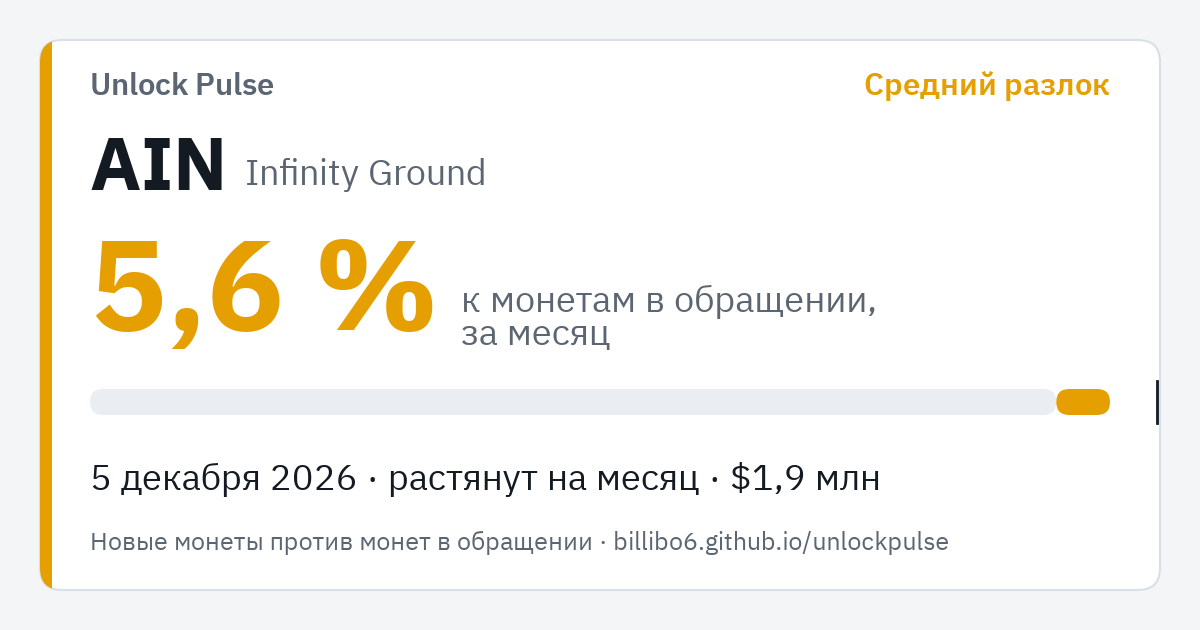 Unlock Pulse
Средний разлок
AIN Infinity Ground
5,6 % к монетам в обращении,
за месяц
5 декабря 2026 · растянут на месяц · $1,9 млн
Новые монеты против монет в обращении · billibo6.github.io/unlockpulse